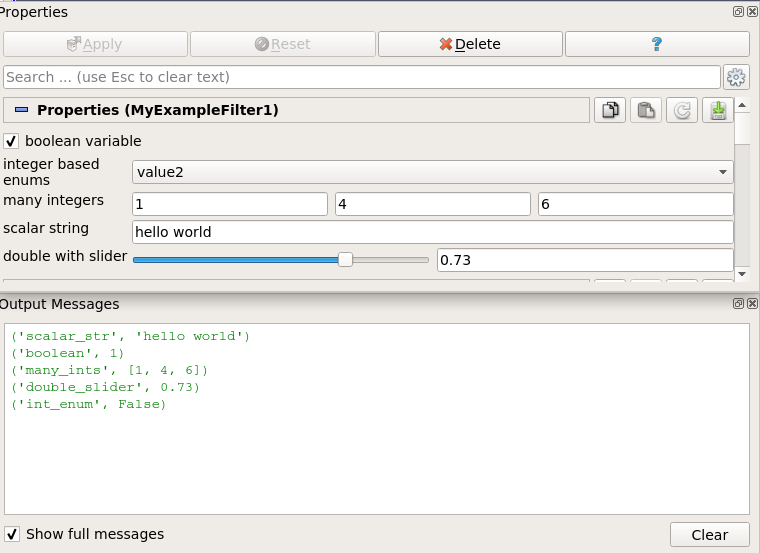 Properties
Apply
Reset
Delete
?
Search ... (use Esc to clear text)
Properties (MyExampleFilter1)
boolean variable
integer based
enums
value2
many integers
1
4
6
scalar string
hello world
double with slider
0.73
Output Messages
('scalar_str', 'hello world')
('boolean', 1)
('many_ints', [1, 4, 6])
('double_slider', 0.73)
('int_enum', False)
Show full messages
Clear